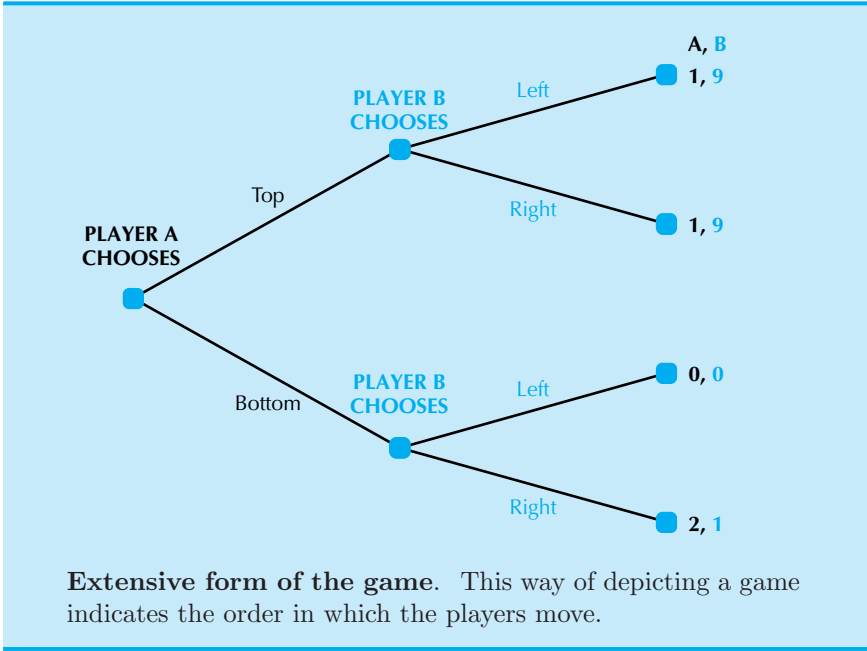 A, B
1, 9
Left
PLAYER B
CHOOSES
Top
Right
1, 9
PLAYER A
CHOOSES
PLAYER B
CHOOSES
Left
0, 0
Bottom
Right
2, 1
Extensive form of the game. This way of depicting a game
indicates the order in which the players move.